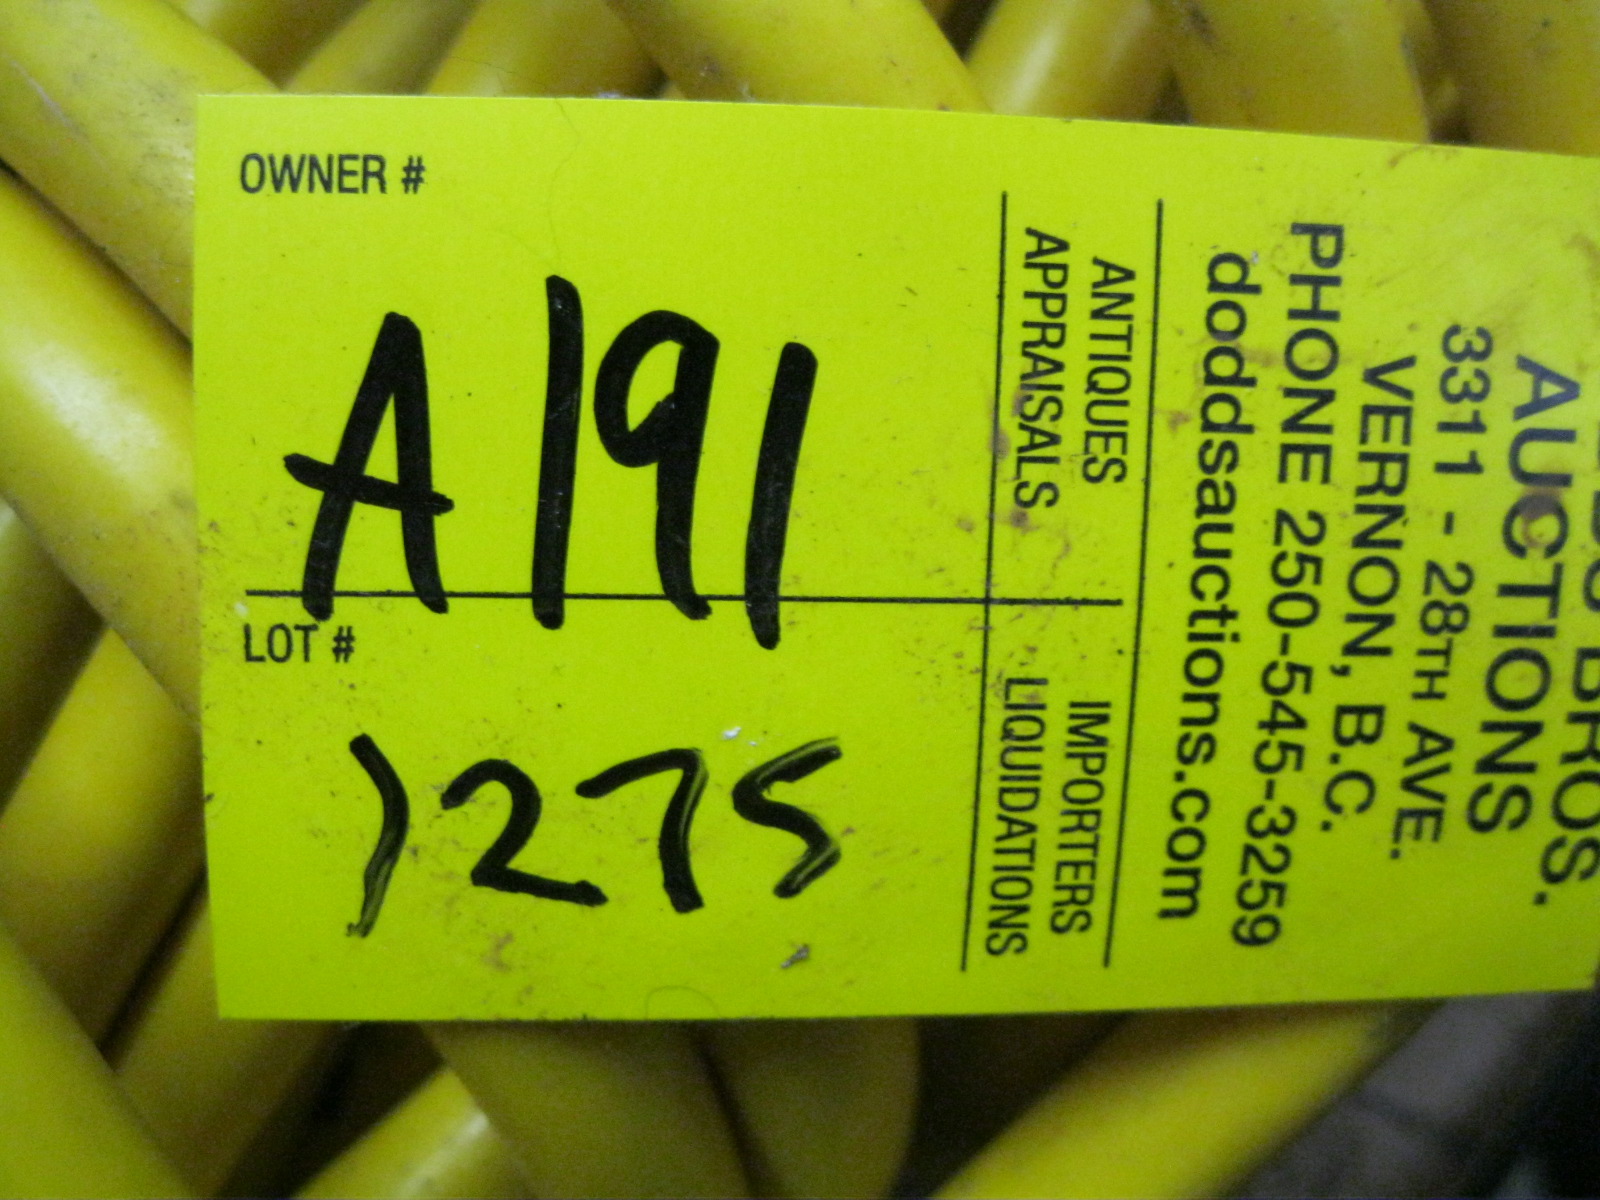 OWNER #
A191
LOT #
1275
ANTIQUES
APPRAISALS
IMPORTERS
LIQUIDATIONS
BROS.
AUCTIONS
3311 - 28TH AVE.
VERNON, B.C.
PHONE 250-545-3259
doddsauctions.com